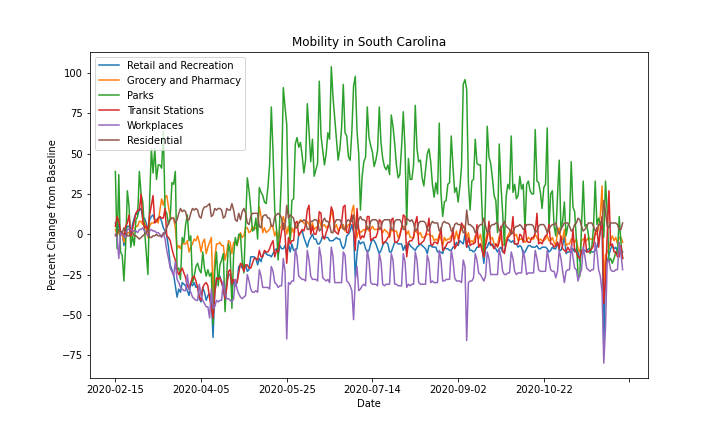 Mobility in South Carolina
Retail and Recreation
Grocery and Pharmacy
Parks
Transit Stations
Workplaces
Residential
Percent Change from Baseline
100
75
50
25
0
−25
−50
−75
2020-02-15 2020-04-05 2020-05-25 2020-07-14 2020-09-02 2020-10-22
Date